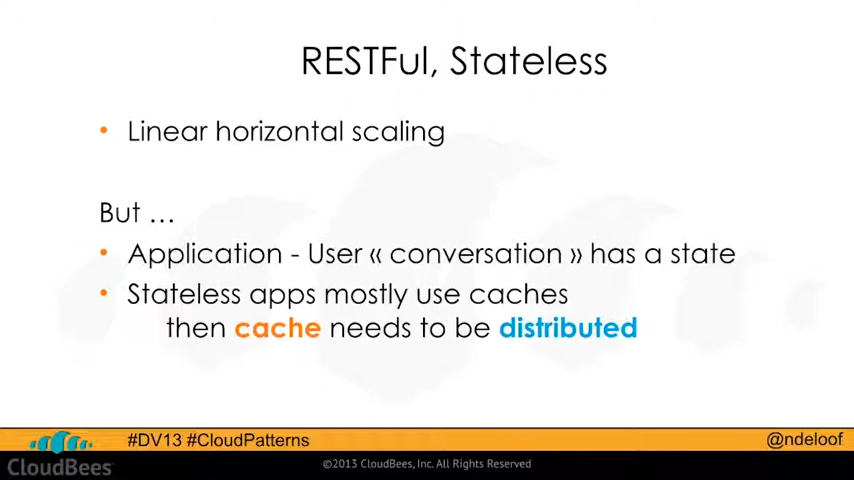 RESTFul, Stateless
• Linear horizontal scaling
But …
• Application - User « conversation » has a state
• Stateless apps mostly use caches
then cache needs to be distributed
#DV13 #CloudPatterns
@ndeloof
CloudBees
©2013 CloudBees, Inc. All Rights Reserved